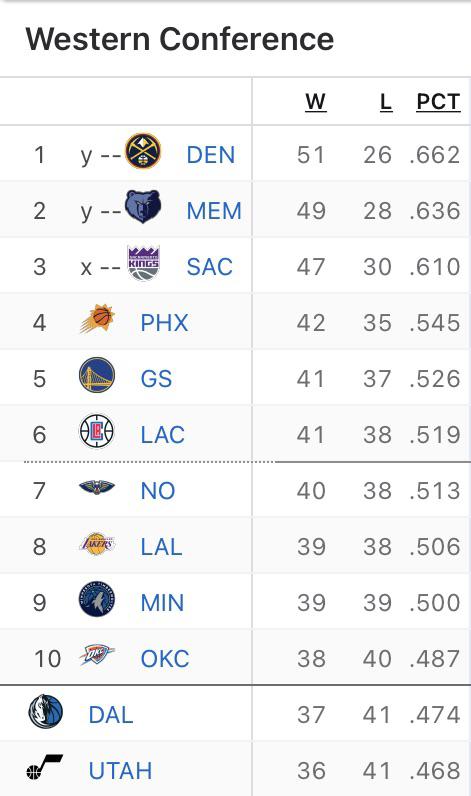 Western Conference
W L PCT
1 y -- DEN 51 26 .662
2 y -- MEM 49 28 .636
3 x -- SACRAMENTO KINGS SAC 47 30 .610
4 PHX 42 35 .545
5 GS 41 37 .526
6 LAC 41 38 .519
7 NO 40 38 .513
8 LAKERS LAL 39 38 .506
9 MIN 39 39 .500
10 OKC 38 40 .487
DAL 37 41 .474
UTAH 36 41 .468